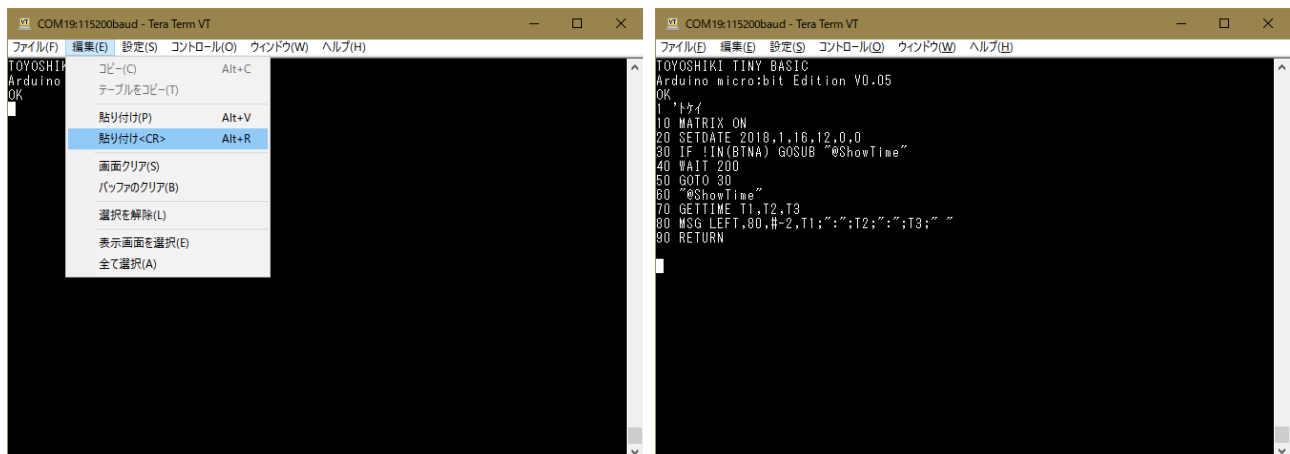 COM19:115200baud - Tera Term VT
ファイル(F) 編集(E) 設定(S) コントロール(O) ウィンドウ(W) ヘルプ(H)
TOYOSHIK
Arduino
OK
コピー(C) Alt+C
テーブルをコピー(T)
貼り付け(P) Alt+V
貼り付け<CR> Alt+R
画面クリア(S)
バッファのクリア(B)
選択を解除(L)
表示画面を選択(E)
全て選択(A)
COM19:115200baud - Tera Term VT
ファイル(F) 編集(E) 設定(S) コントロール(O) ウィンドウ(W) ヘルプ(H)
TOYOSHIKI TINY BASIC
Arduino micro:bit Edition V0.05
OK
1 'ﾄｹｲ
10 MATRIX ON
20 SETDATE 2018,1,16,12,0,0
30 IF !IN(BTNA) GOSUB "@ShowTime"
40 WAIT 200
50 GOTO 30
60 "@ShowTime"
70 GETTIME T1,T2,T3
80 MSG LEFT,80,#-2,T1;":";T2;":";T3;" "
90 RETURN